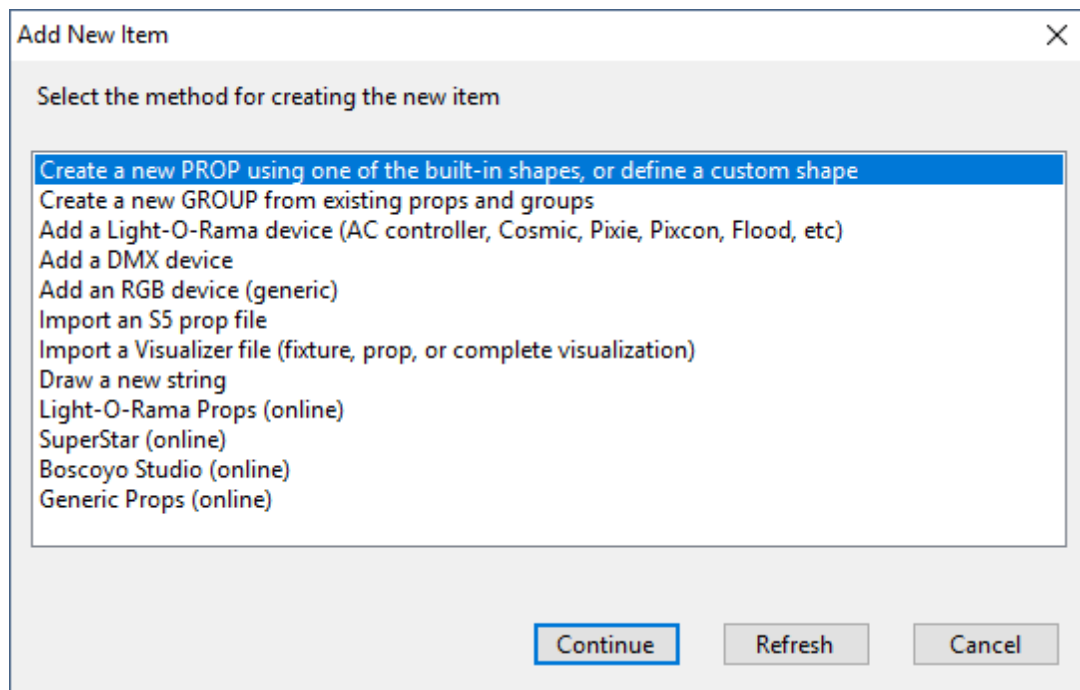 Add New Item
Select the method for creating the new item
Create a new PROP using one of the built-in shapes, or define a custom shape
Create a new GROUP from existing props and groups
Add a Light-O-Rama device (AC controller, Cosmic, Pixie, Pixcon, Flood, etc)
Add a DMX device
Add an RGB device (generic)
Import an S5 prop file
Import a Visualizer file (fixture, prop, or complete visualization)
Draw a new string
Light-O-Rama Props (online)
SuperStar (online)
Boscoyo Studio (online)
Generic Props (online)
Continue Refresh Cancel